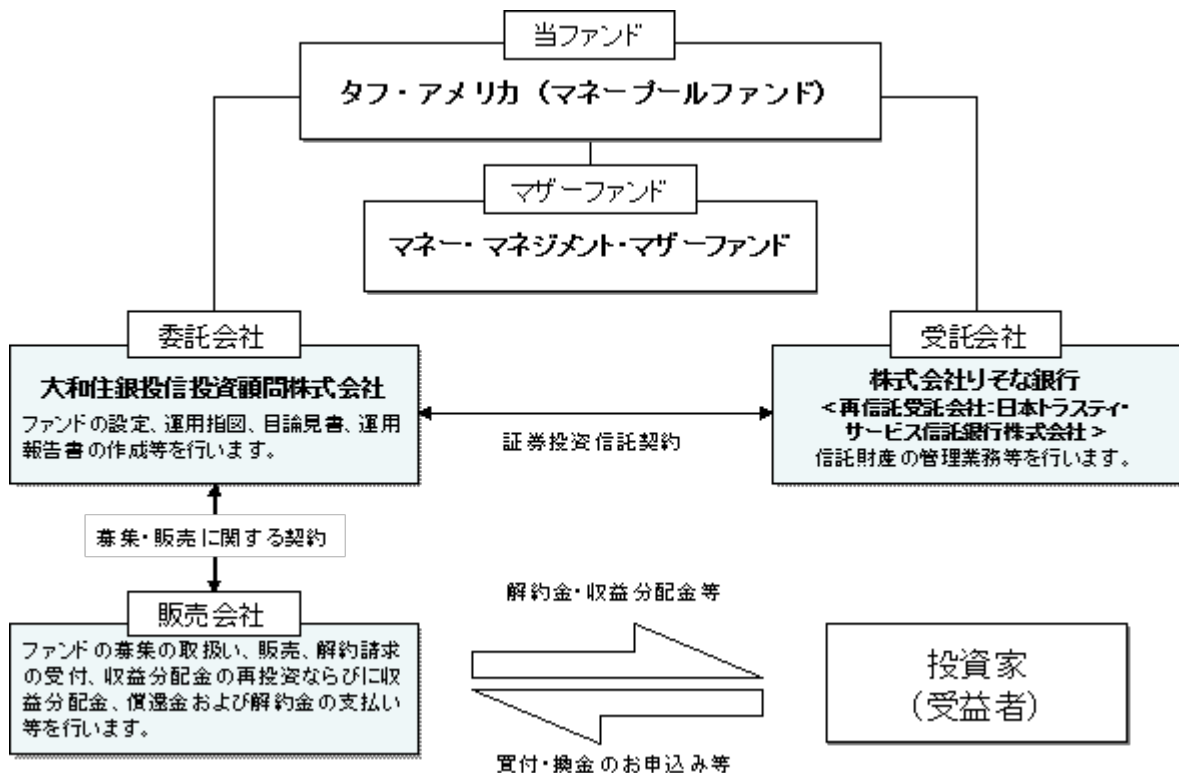 当ファンド
タフ・アメリカ（マネープールファンド）
マザーファンド
マネー・マネジメント・マザーファンド
委託会社
大和住銀投信投資顧問株式会社
ファンドの設定、運用指図、目論見書、運用
報告書の作成等を行います。
証券投資信託契約
受託会社
株式会社りそな銀行
＜再信託受託会社：日本トラスティ・
サービス信託銀行株式会社＞
信託財産の管理業務等を行います。
募集・販売に関する契約
販売会社
ファンドの募集の取扱い、販売、解約請求
の受付、収益分配金の再投資ならびに収
益分配金、償還金および解約金の支払い
等を行います。
解約金・収益分配金等
買付・換金のお申込み等
投資家
（受益者）